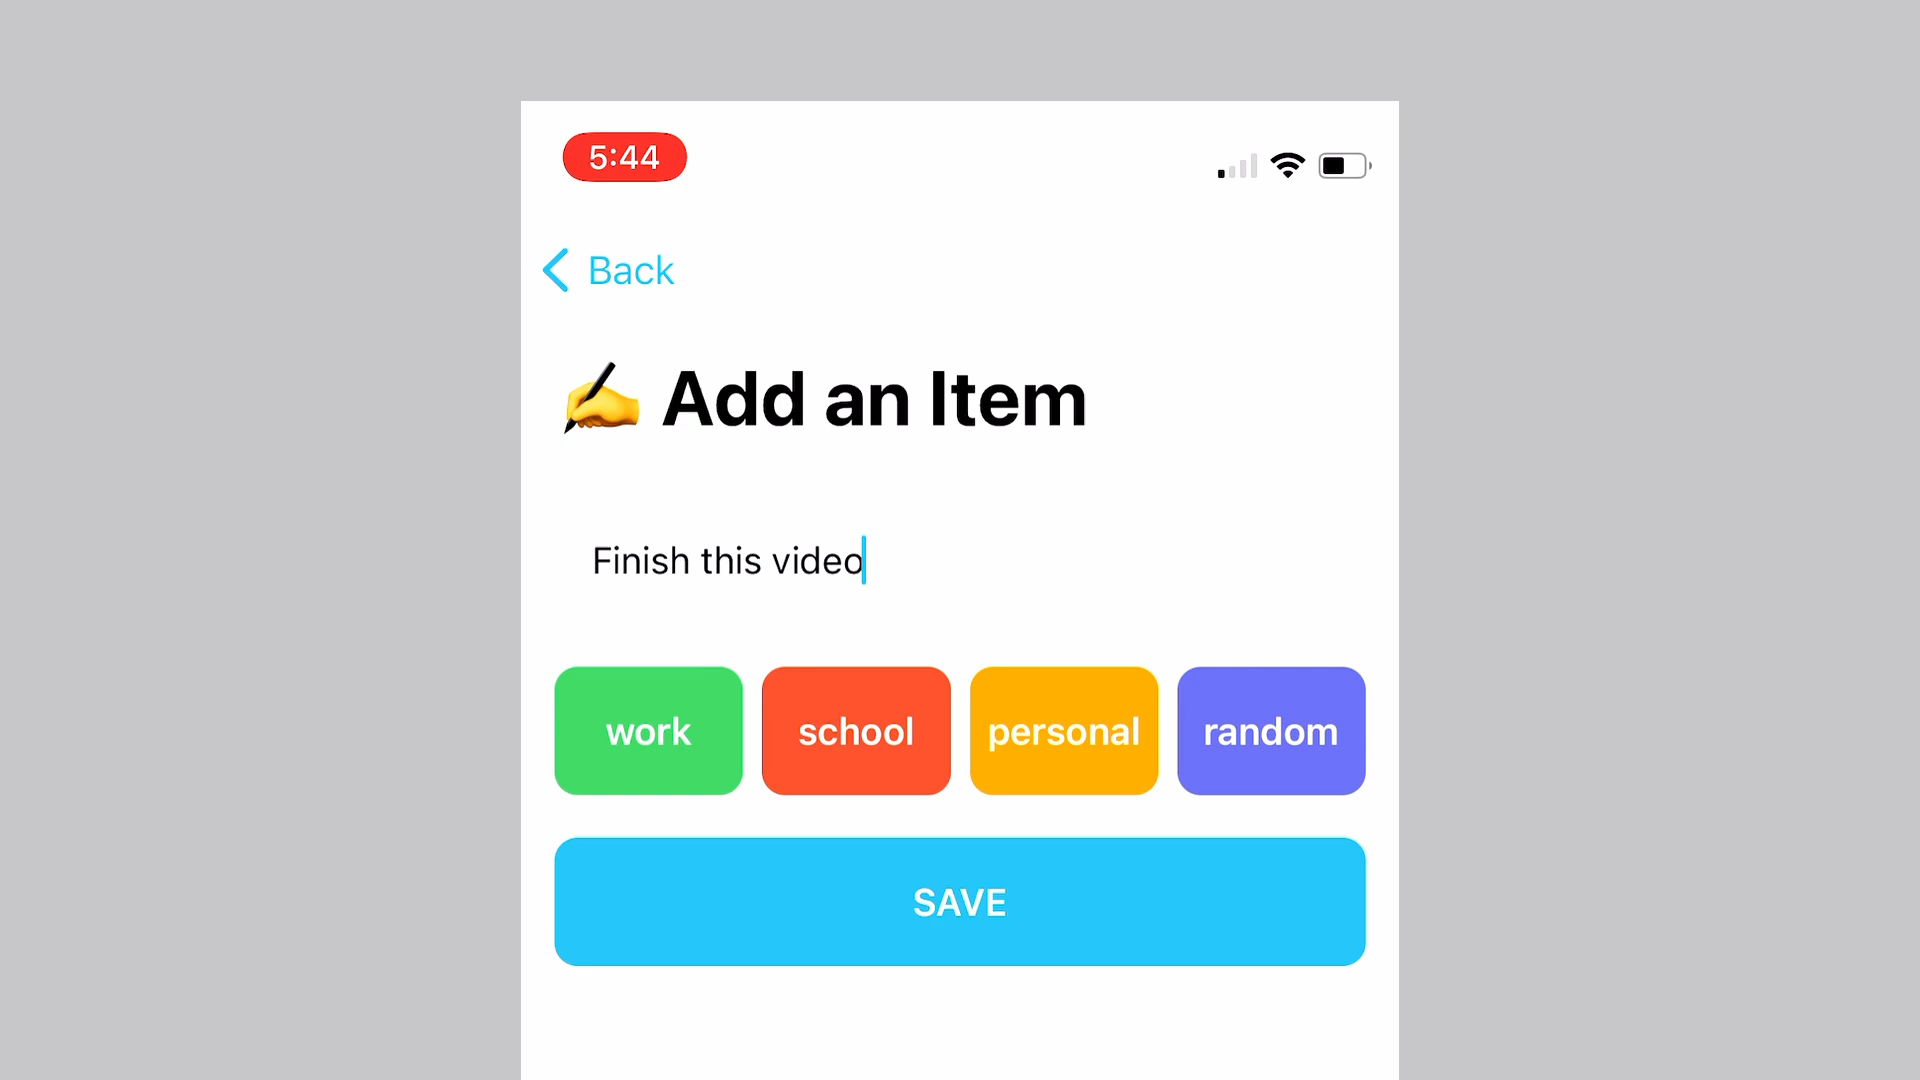 5:44
Back
✍️ Add an Item
Finish this video
work school personal random
SAVE